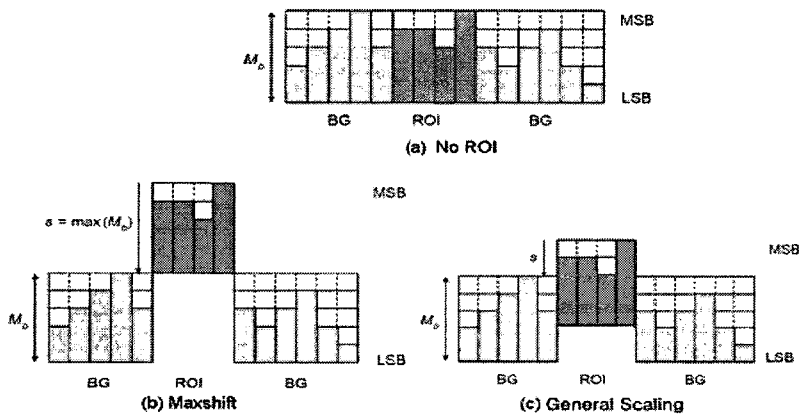 MSB
M_b
LSB
BG ROI BG
(a) No ROI
MSB
s = max(M_b)
M_b
LSB
BG ROI BG
(b) Maxshift
MSB
s
M_b
LSB
BG ROI BG
(c) General Scaling